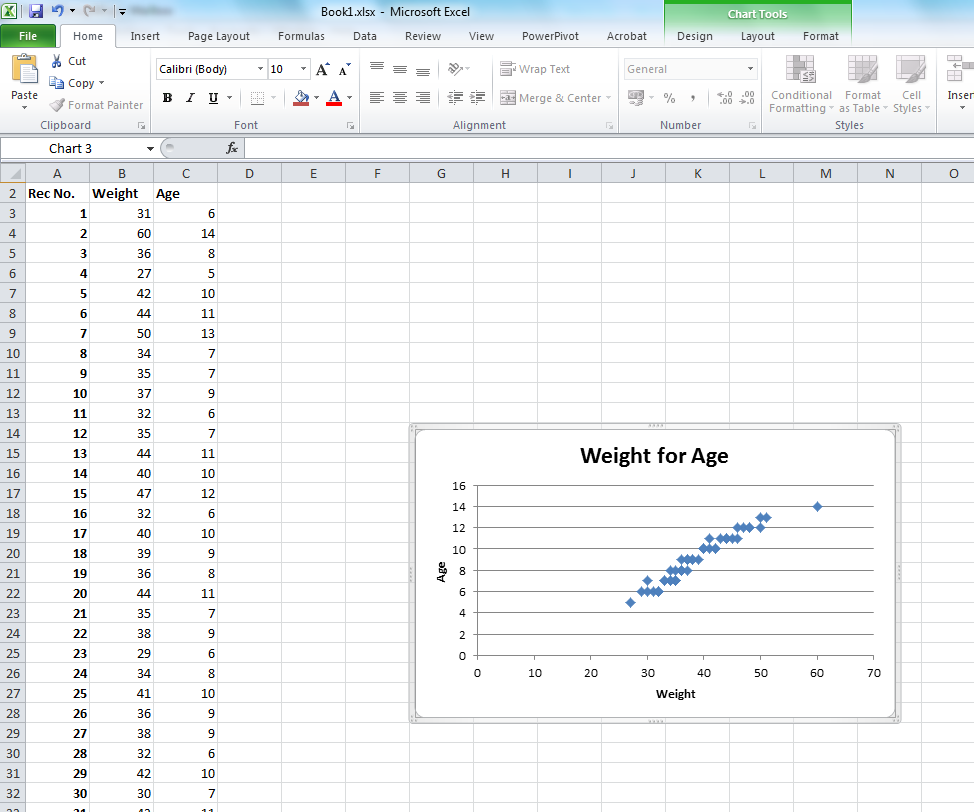 Book1.xlsx - Microsoft Excel
Chart Tools
File Home Insert Page Layout Formulas Data Review View PowerPivot Acrobat Design Layout Format
Paste
Cut
Copy
Format Painter
Clipboard
Calibri (Body) 10 A A
B I U A
Font
Wrap Text
Merge & Center
Alignment
General
% ,
Number
Conditional Formatting
Format as Table
Cell Styles
Styles
Inser
Chart 3 fx
A B C D E F G H I J K L M N O
2 Rec No. Weight Age
3 1 31 6
4 2 60 14
5 3 36 8
6 4 27 5
7 5 42 10
8 6 44 11
9 7 50 13
10 8 34 7
11 9 35 7
12 10 37 9
13 11 32 6
14 12 35 7
15 13 44 11
16 14 40 10
17 15 47 12
18 16 32 6
19 17 40 10
20 18 39 9
21 19 36 8
22 20 44 11
23 21 35 7
24 22 38 9
25 23 29 6
26 24 34 8
27 25 41 10
28 26 36 9
29 27 38 9
30 28 32 6
31 29 42 10
32 30 30 7
Weight for Age
16
14
12
10
8
6
4
2
0
Age
0 10 20 30 40 50 60 70
Weight